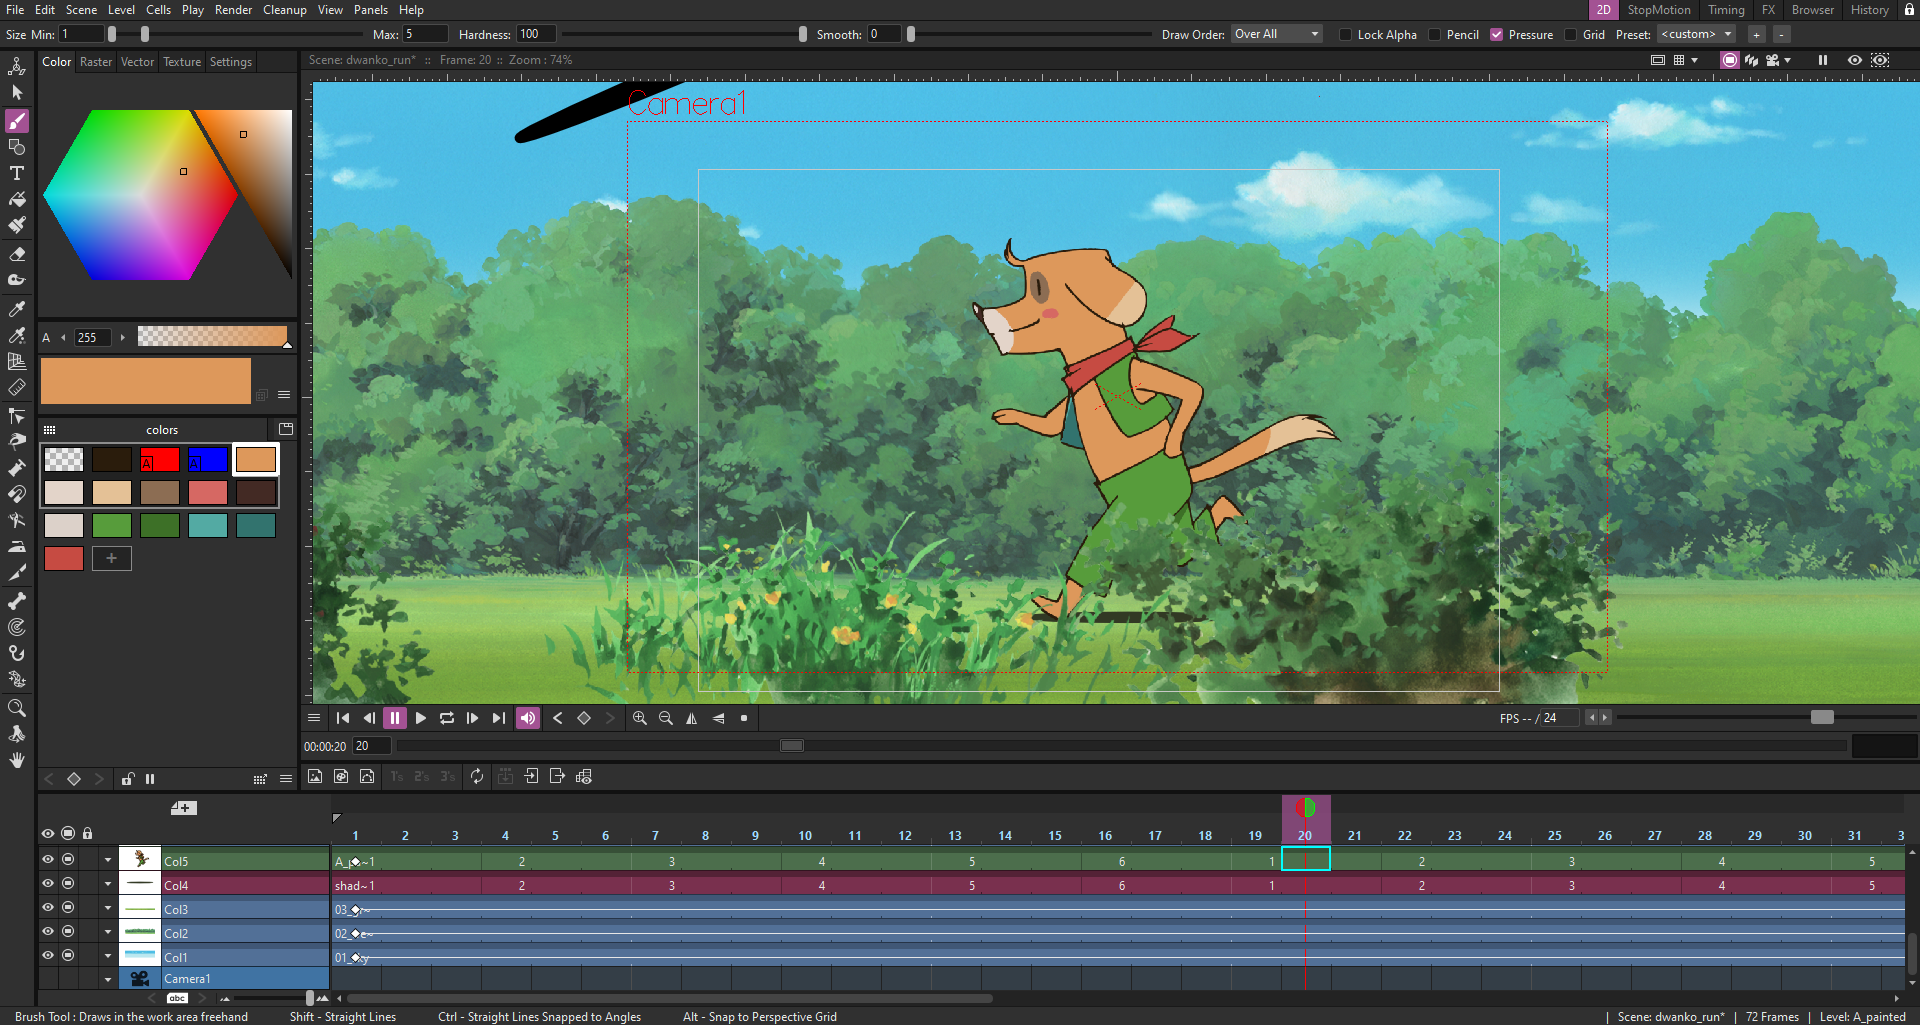 File Edit Scene Level Cells Play Render Cleanup View Panels Help
2D StopMotion Timing FX Browser History
Size Min: 1 Max: 5 Hardness: 100 Smooth: 0 Draw Order: Over All Lock Alpha Pencil Pressure Grid Preset: <custom> + -
Color Raster Vector Texture Settings
Scene: dwanko_run* :: Frame: 20 :: Zoom : 74%
Camera1
A 255
colors
A A
+
FPS -- / 24
00:00:20 20
1's 2's 3's
1 2 3 4 5 6 7 8 9 10 11 12 13 14 15 16 17 18 19 20 21 22 23 24 25 26 27 28 29 30 31 3
Col5 A_p~1 2 3 4 5 6 1 2 3 4 5
Col4 shad~1 2 3 4 5 6 1 2 3 4 5
Col3
Col2
Col1
Camera1
abc
Brush Tool : Draws in the work area freehand Shift - Straight Lines Ctrl - Straight Lines Snapped to Angles Alt - Snap to Perspective Grid | Scene: dwanko_run* | 72 Frames | Level: A_painted